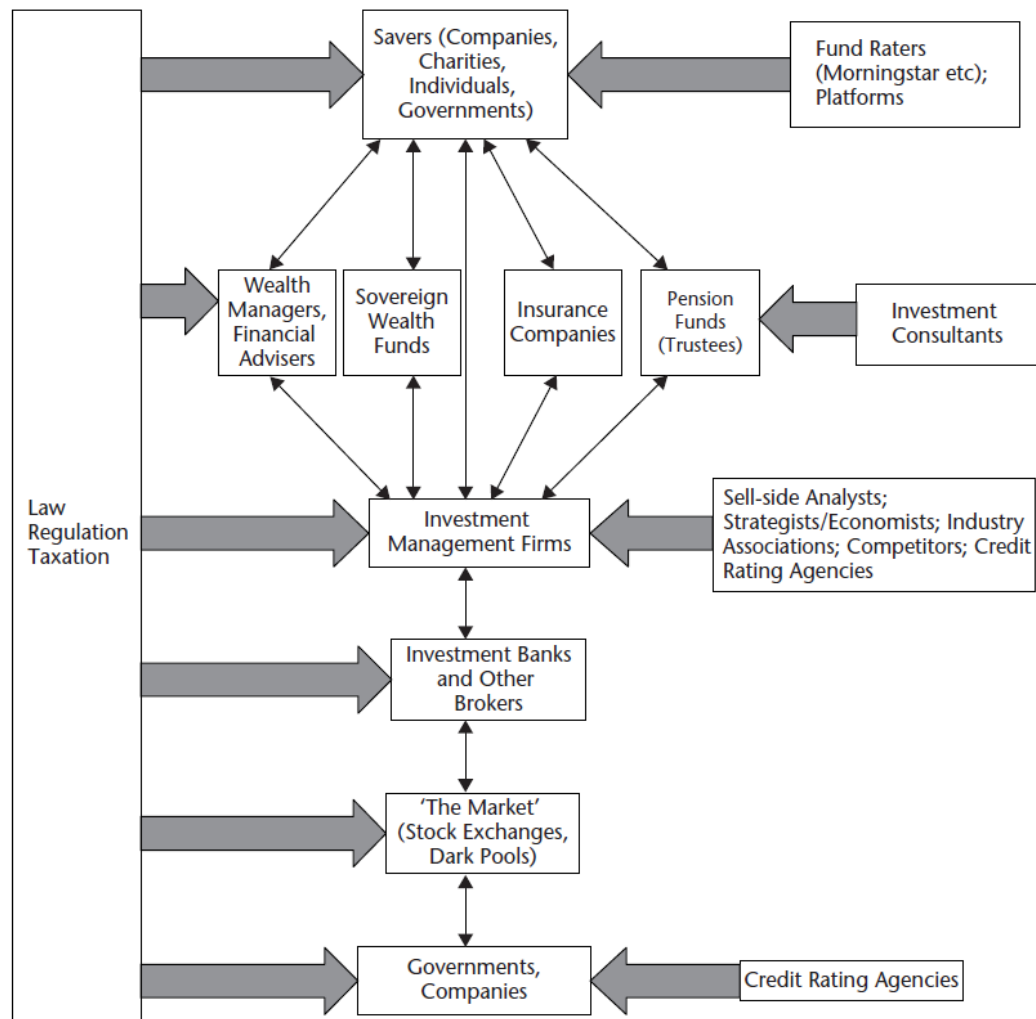 Savers (Companies,
Charities,
Individuals,
Governments)
Fund Raters
(Morningstar etc);
Platforms
Wealth
Managers,
Financial
Advisers
Sovereign
Wealth
Funds
Insurance
Companies
Pension
Funds
(Trustees)
Investment
Consultants
Law
Regulation
Taxation
Investment
Management Firms
Sell-side Analysts;
Strategists/Economists; Industry
Associations; Competitors; Credit
Rating Agencies
Investment Banks
and Other
Brokers
‘The Market’
(Stock Exchanges,
Dark Pools)
Governments,
Companies
Credit Rating Agencies